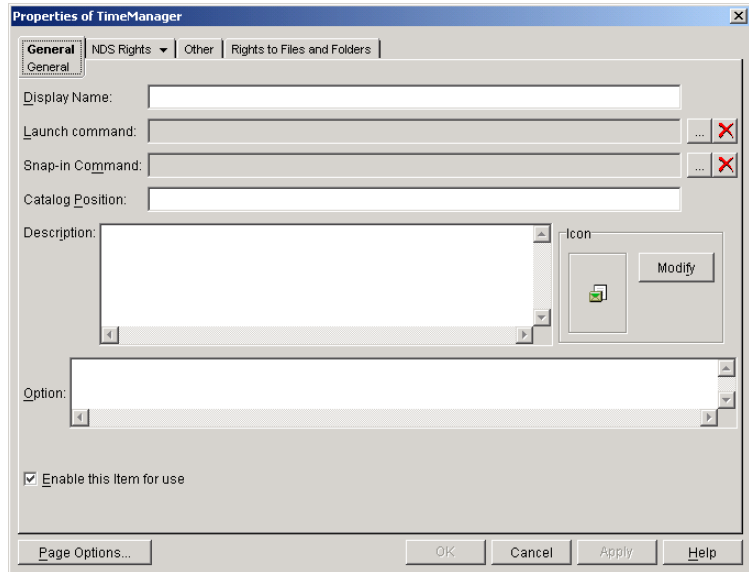 Properties of TimeManager
General NDS Rights Other Rights to Files and Folders
General
Display Name:
Launch command: ...
Snap-in Command: ...
Catalog Position:
Description: Icon
Modify
Option:
Enable this Item for use
Page Options... OK Cancel Apply Help